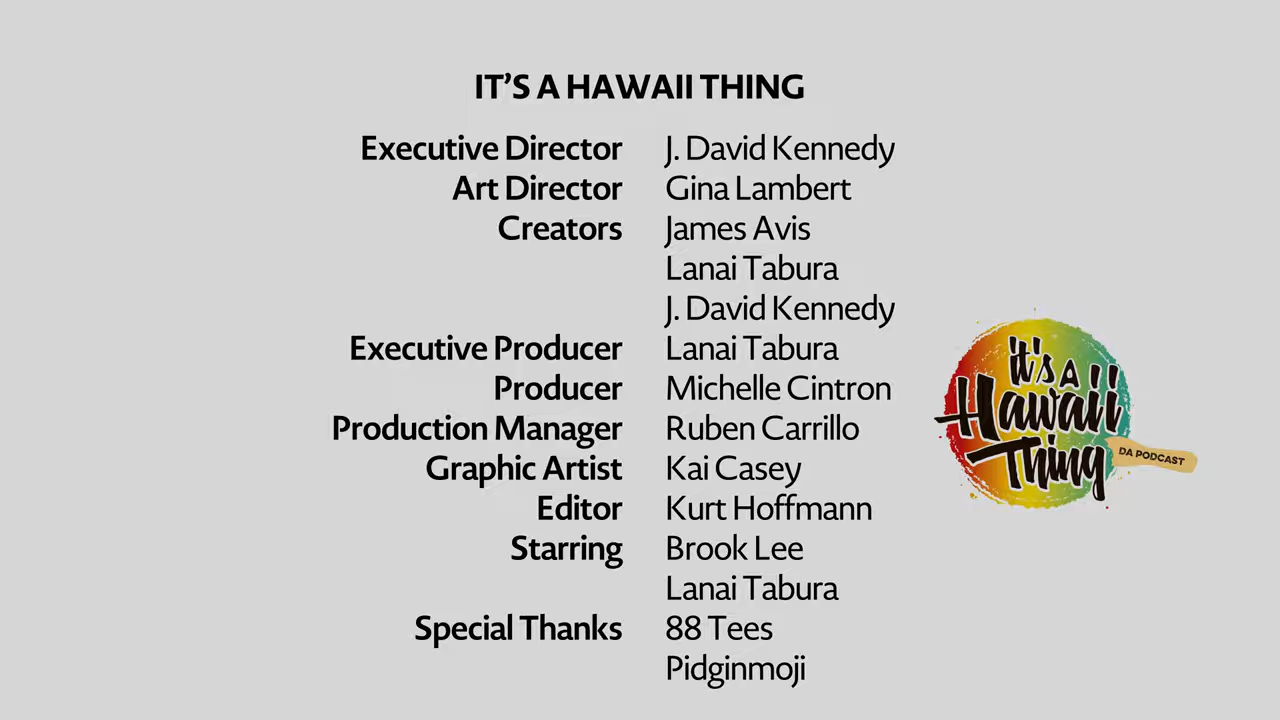 IT'S A HAWAII THING
Executive Director J. David Kennedy
Art Director Gina Lambert
Creators James Avis
Lanai Tabura
J. David Kennedy
Executive Producer Lanai Tabura
Producer Michelle Cintron
Production Manager Ruben Carrillo
Graphic Artist Kai Casey
Editor Kurt Hoffmann
Starring Brook Lee
Lanai Tabura
Special Thanks 88 Tees
Pidginmoji
it's A
Hawaii
Thing
DA PODCAST